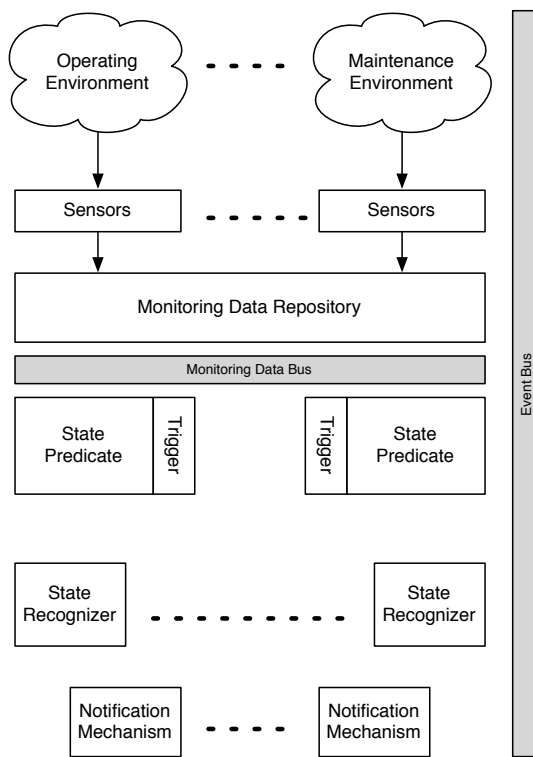 Operating
Environment
Maintenance
Environment
Sensors
Sensors
Monitoring Data Repository
Monitoring Data Bus
State
Predicate
Trigger
Trigger
State
Predicate
State
Recognizer
State
Recognizer
Notification
Mechanism
Notification
Mechanism
Event Bus